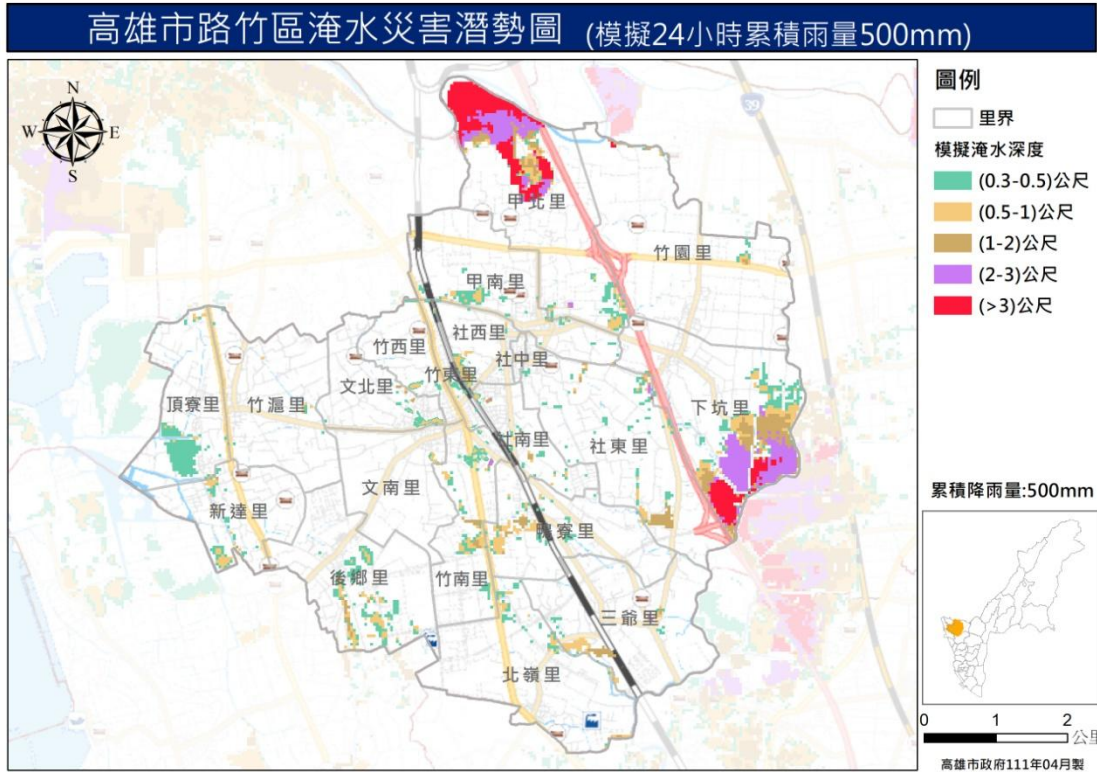 高雄市路竹區淹水災害潛勢圖 (模擬24小時累積雨量500mm)
N
W
E
S
39
甲北里
竹園里
甲南里
社西里
竹西里
社中里
竹東里
文北里
下坑里
頂寮里
竹滬里
社南里
社東里
文南里
新達里
鴨寮里
後鄉里
竹南里
三爺里
北嶺里
圖例
里界
模擬淹水深度
(0.3-0.5)公尺
(0.5-1)公尺
(1-2)公尺
(2-3)公尺
(>3)公尺
累積降雨量:500mm
0 1 2
公里
高雄市政府111年04月製